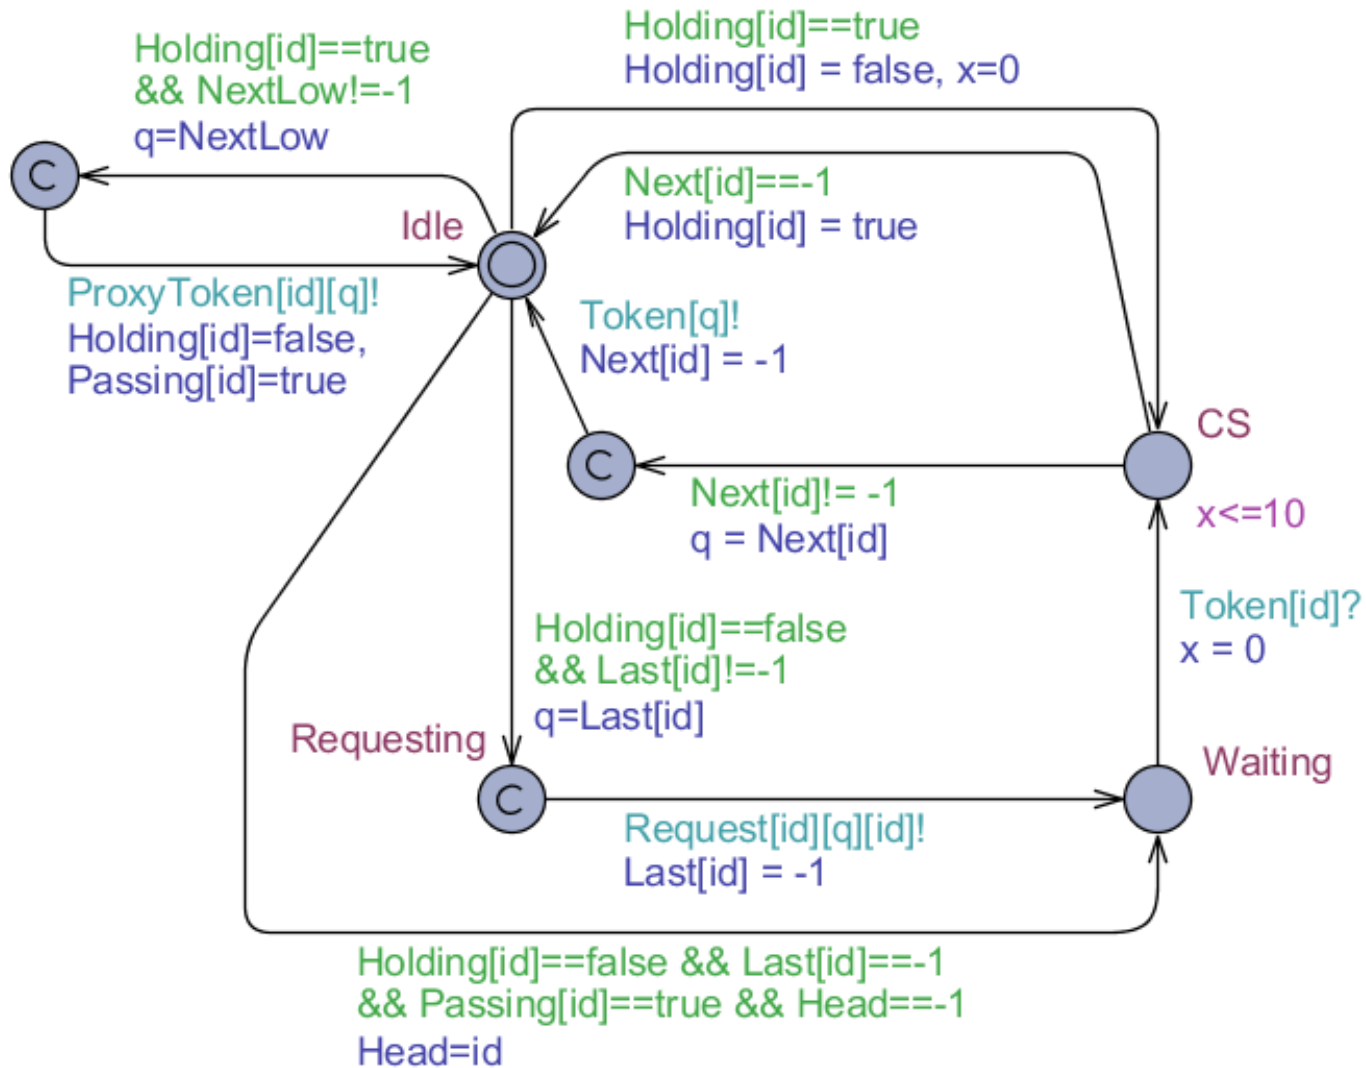 Holding[id]==true
Holding[id] = false, x=0
Holding[id]==true
&& NextLow!=-1
q=NextLow
C
Next[id]==-1
Holding[id] = true
Idle
ProxyToken[id][q]!
Holding[id]=false,
Passing[id]=true
Token[q]!
Next[id] = -1
CS
C
Next[id]!= -1
q = Next[id]
x<=10
Token[id]?
x = 0
Holding[id]==false
&& Last[id]!=-1
q=Last[id]
Requesting
Waiting
C
Request[id][q][id]!
Last[id] = -1
Holding[id]==false && Last[id]==-1
&& Passing[id]==true && Head==-1
Head=id